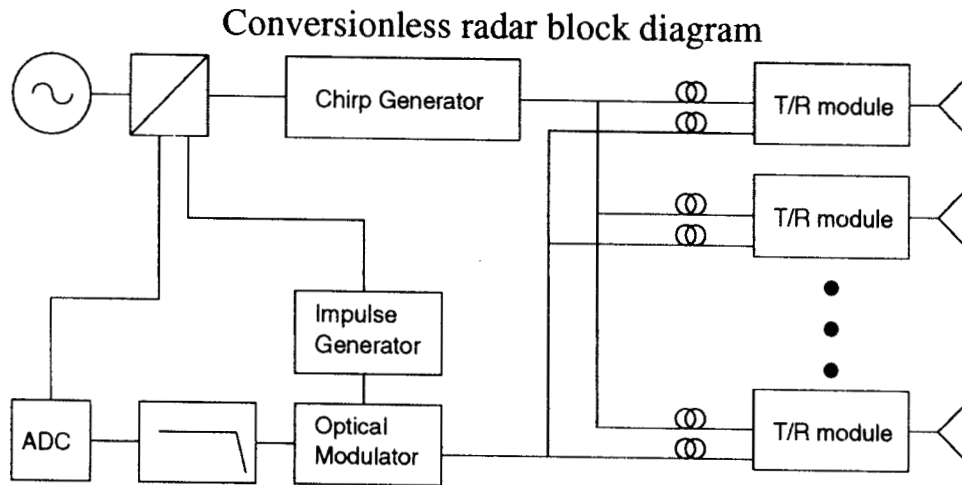 Conversionless radar block diagram
Chirp Generator
T/R module
T/R module
Impulse
Generator
T/R module
ADC
Optical
Modulator